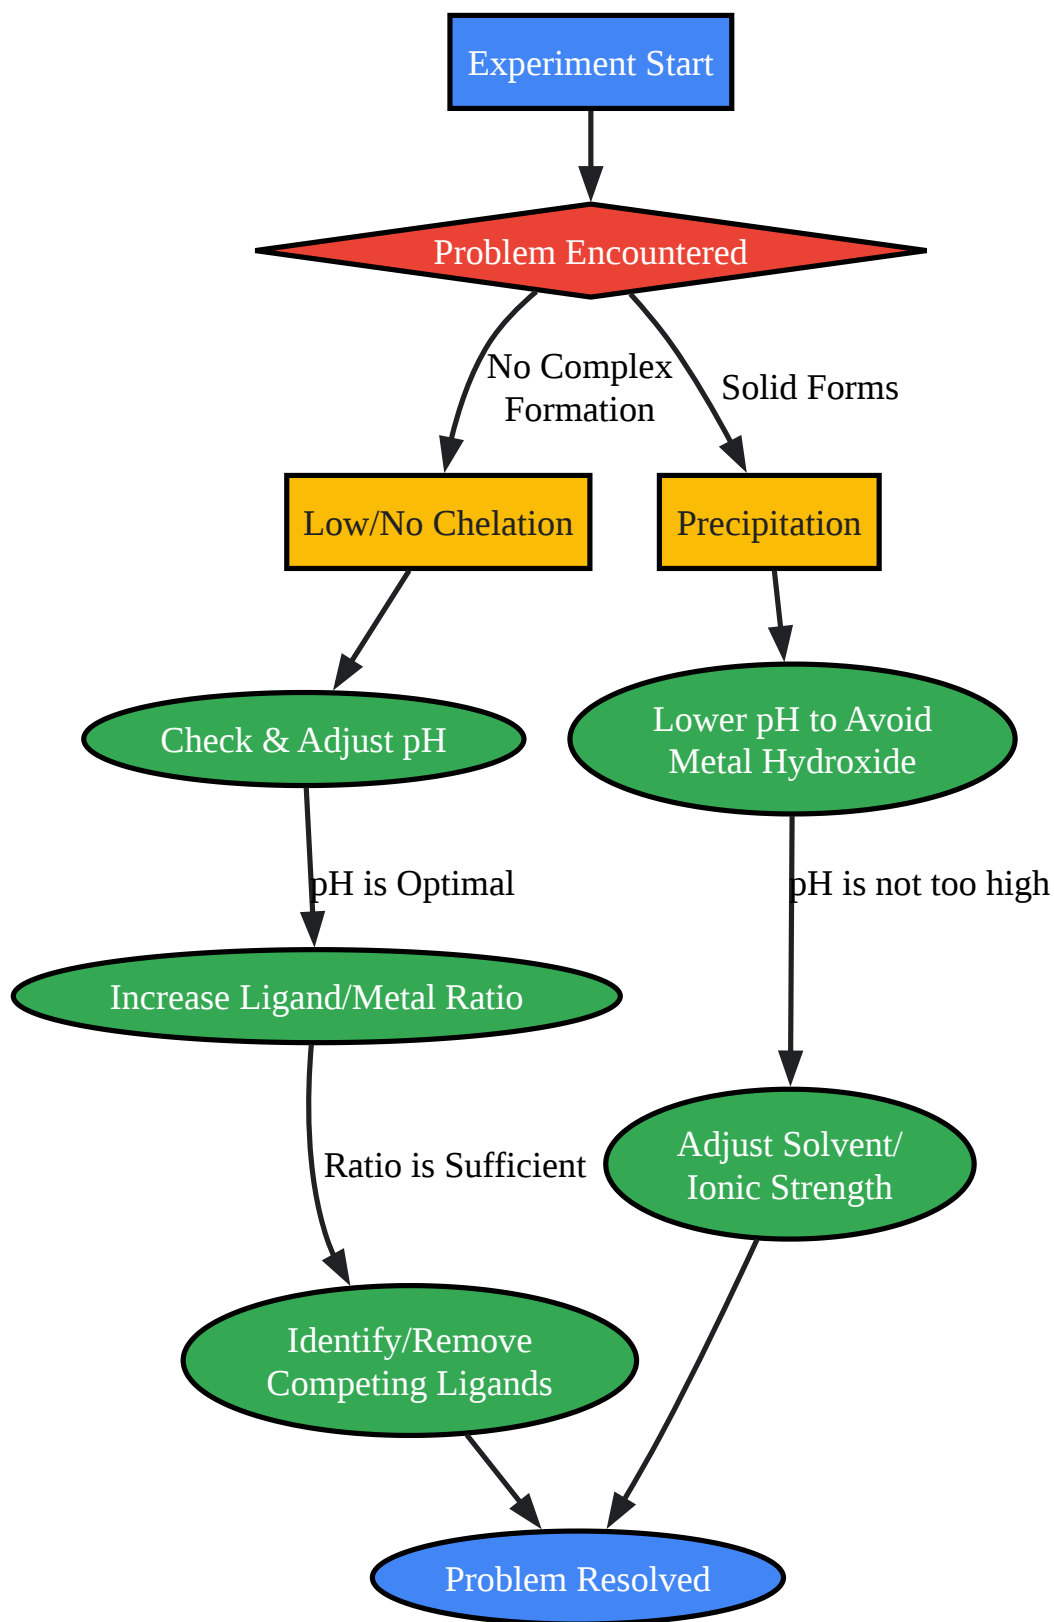 Experiment Start
Problem Encountered
No Complex
Formation
Solid Forms
Low/No Chelation
Precipitation
Check & Adjust pH
Lower pH to Avoid
Metal Hydroxide
pH is Optimal
pH is not too high
Increase Ligand/Metal Ratio
Ratio is Sufficient
Adjust Solvent/
Ionic Strength
Identify/Remove
Competing Ligands
Problem Resolved